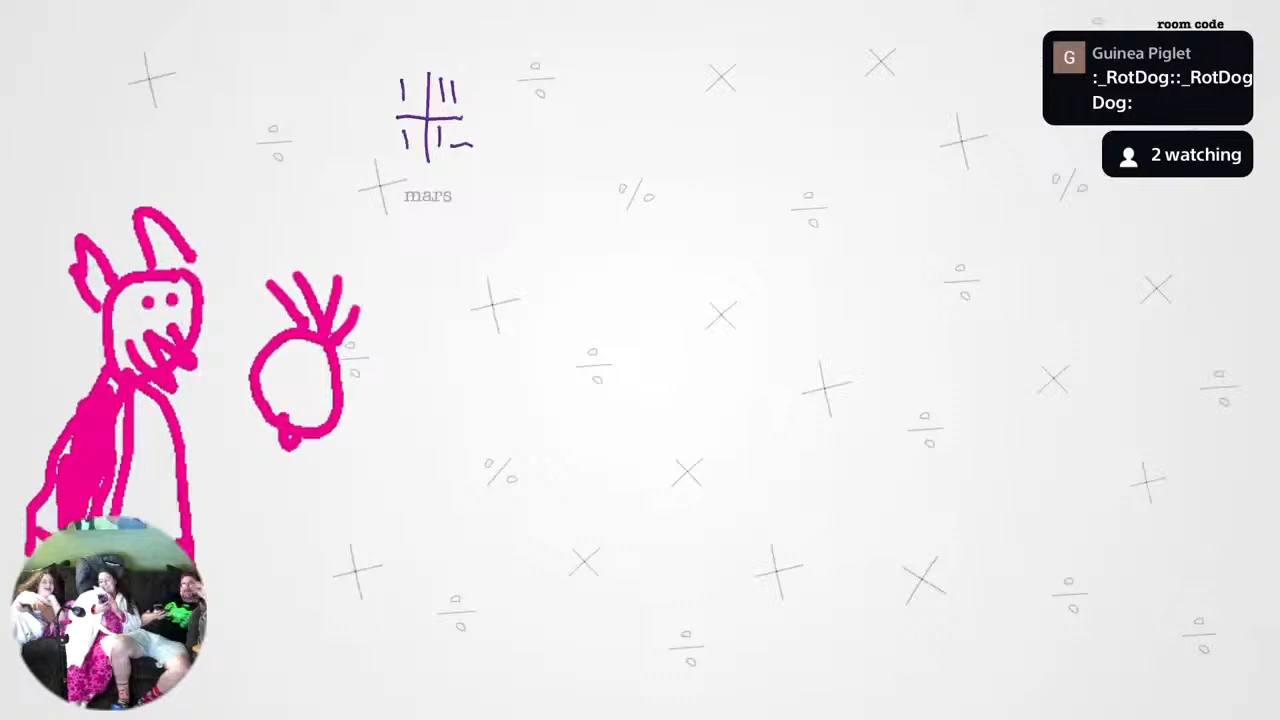 room code
G Guinea Piglet
:_RotDog::_RotDog
Dog:
2 watching
mars